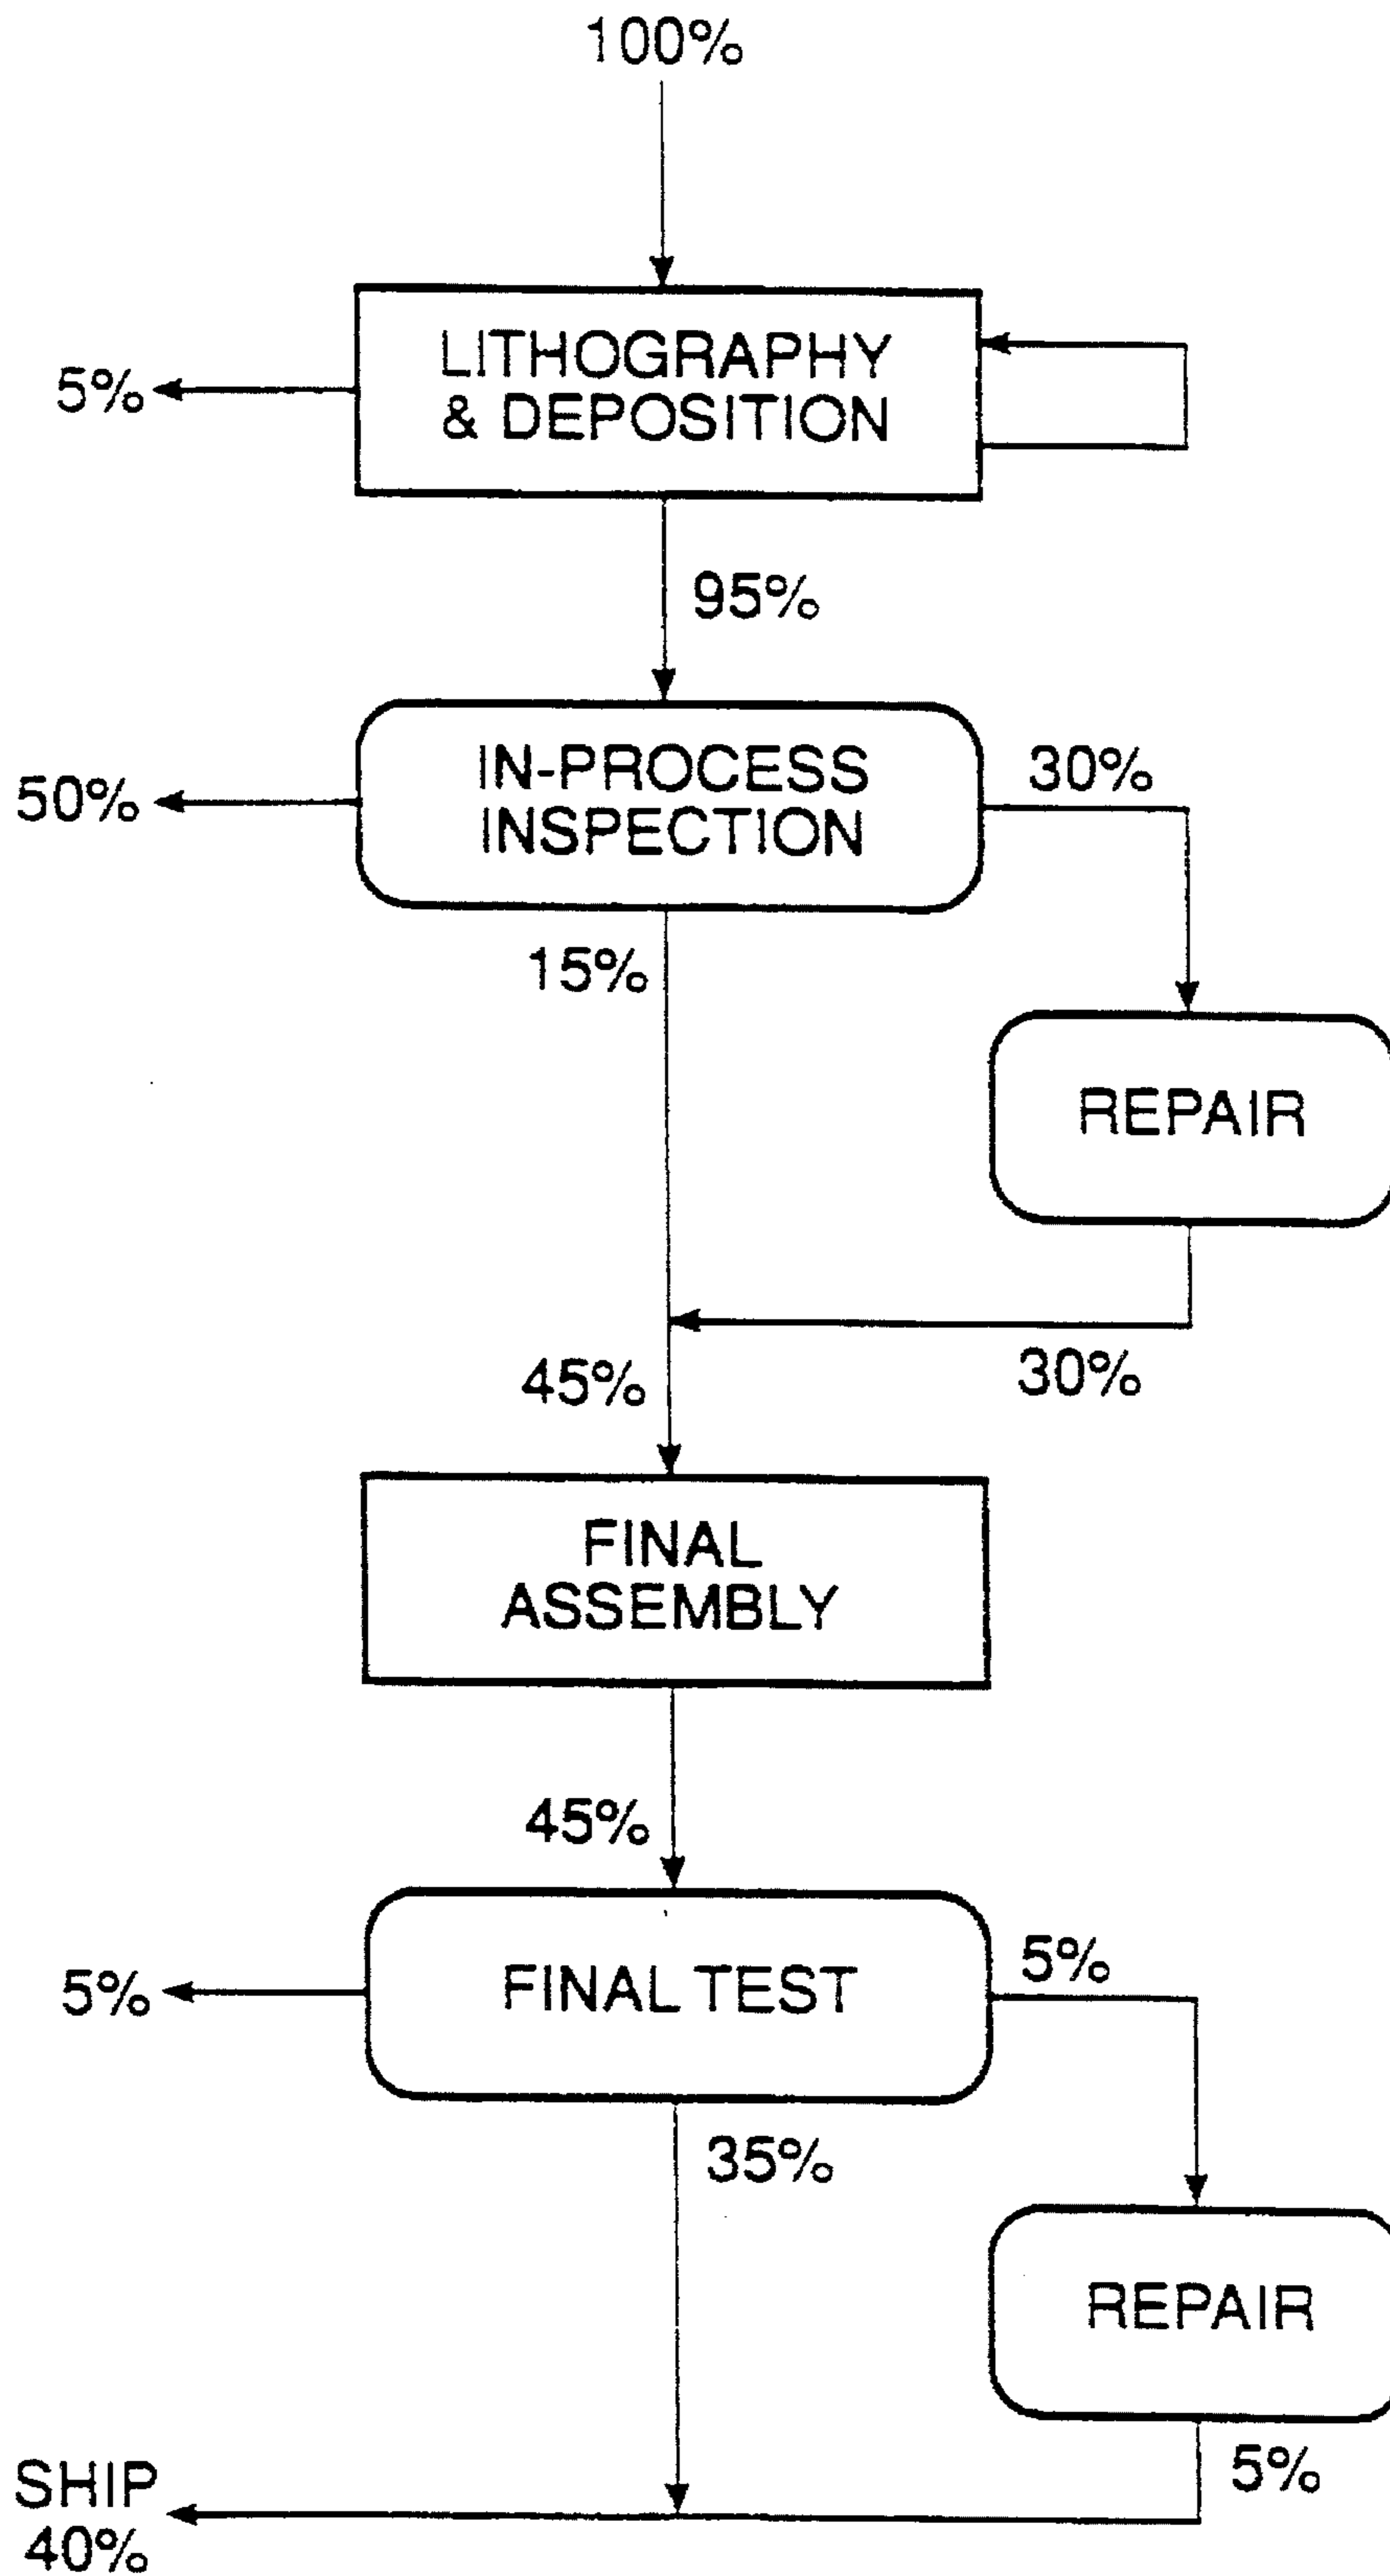 100%
LITHOGRAPHY
& DEPOSITION
5%
95%
IN-PROCESS
INSPECTION
50%
30%
15%
REPAIR
30%
45%
FINAL
ASSEMBLY
45%
FINAL TEST
5%
5%
35%
REPAIR
5%
SHIP
40%